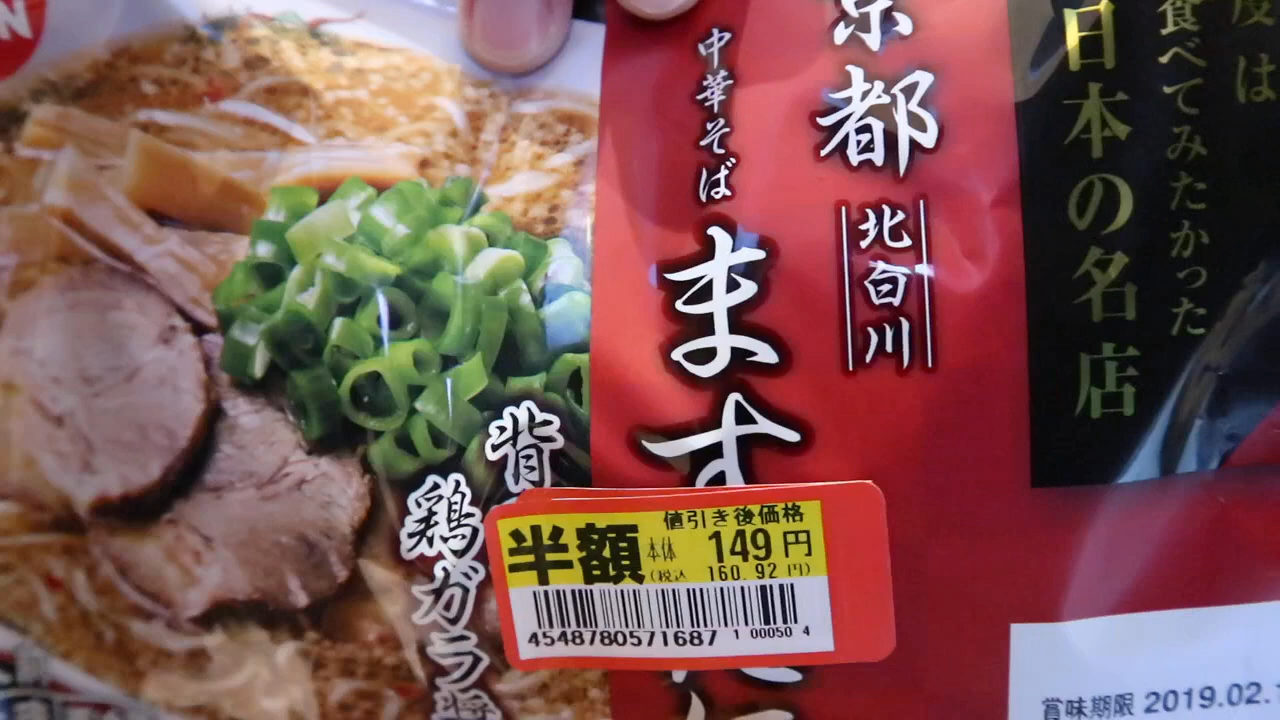 度は
食べてみたかった
日本の名店
京都
北白川
中華そば
ます
背
鶏ガラ
半額
値引き後価格
本体 149円
(税込 160.92円)
4548780571687 1 00050 4
賞味期限 2019.02.